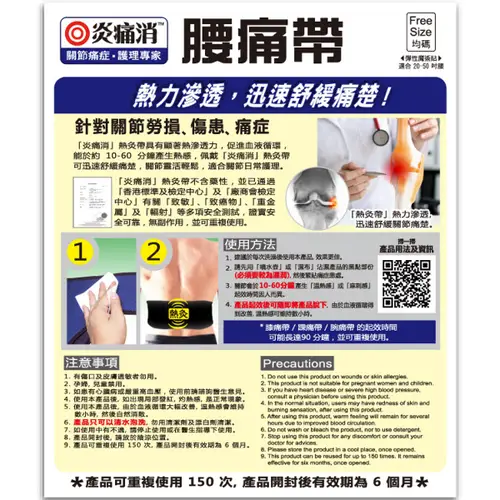 炎痛消™
關節痛症・護理專家
腰痛帶
Free
Size
均碼
◀彈性魔術貼▶
適合 20-50 吋腰
熱力滲透，迅速舒緩痛楚！
針對關節勞損、傷患、痛症
「炎痛消」熱灸帶具有顯著熱滲透力，促進血液循環，
能於約 10-60 分鐘產生熱感，佩戴「炎痛消」熱灸帶
可迅速舒緩痛楚，關節靈活輕鬆，適合關節日常護理。
「炎痛消」熱灸帶不含藥性，並已通過
「香港標準及檢定中心」及「廠商會檢定
中心」有關「致敏」、「致癌物」、「重金
屬」及「輻射」等多項安全測試，證實安
全可靠，無副作用，並可重複使用。
「熱灸帶」熱力滲透，
迅速舒緩關節痛楚。
1
2
熱灸
使用方法
1. 建議於每次洗澡後使用本產品，效果更佳。
2. 請先用「噴水壺」或「濕布」沾濕產品的黑點部份
(必須要較為濕潤)，然後緊貼痛症患處。
3. 關節會於10-60分鐘產生「溫熱感」或「麻刺感」
起效時間因人而異。
4. 產品起效後可隨即將產品脫下，由於血液循環得
到改善，溫熱感可維持數小時。
* 膝痛帶 / 踝痛帶 / 腕痛帶 的起效時間
可能長達90 分鐘，並可重複使用。
掃一掃
產品用法及資訊
注意事項
1. 有傷口及皮膚過敏者勿用。
2. 孕婦，兒童禁用。
3. 如患有心臟病或嚴重高血壓，使用前請諮詢醫生意見。
4. 使用本產品後，如出現局部發紅，灼熱感，是正常現象。
5. 使用本產品後，由於血液循環大幅改善，溫熱感會維持
數小時，然後自然消散。
6. 產品只可以清水泡洗，勿用清潔劑及漂白劑清潔。
7. 如使用中有不適，請停止使用或在醫生指導下使用。
8. 產品開封後，請放於陰涼位置。
9. 產品可重複使用 150 次，產品開封後有效期為 6 個月。
Precautions
1. Do not use this product on wounds or skin allergies.
2. This product is not suitable for pregnant women and children.
3. If you have heart diseases or severe high blood pressure,
consult a physician before using this product.
4. In the normal situation, users may have redness of skin and
burning sensation, after using this product
5. After using this product, warm feeling will remain for several
hours due to improved blood circulation.
6. Do not wash or bleach the product, nor to use detergent.
7. Stop using this product for any discomfort or consult your
doctor for advices.
8. Please store the product in a cool place, once opened.
9. This product can be reused for up to 150 times. It remains
effective for six months, once opened.
★產品可重複使用 150 次, 產品開封後有效期為 6 個月★